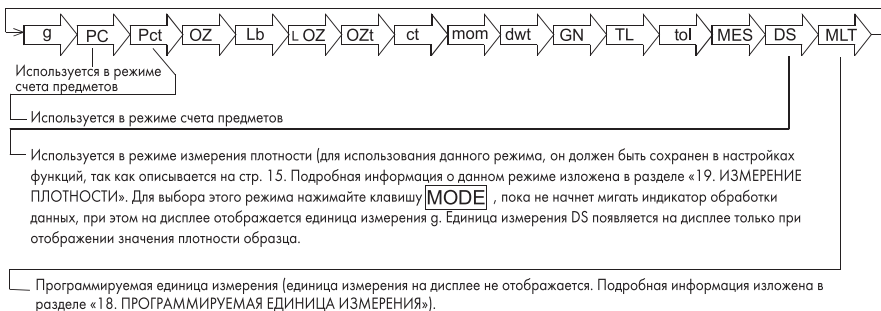 g PC Pct OZ Lb L OZ OZt ct mom dwt GN TL tol MES DS MLT
Используется в режиме
счета предметов
Используется в режиме счета предметов
Используется в режиме измерения плотности (для использования данного режима, он должен быть сохранен в настройках
функций, так как описывается на стр. 15. Подробная информация о данном режиме изложена в разделе «19. ИЗМЕРЕНИЕ
ПЛОТНОСТИ». Для выбора этого режима нажимайте клавишу MODE , пока не начнет мигать индикатор обработки
данных, при этом на дисплее отображается единица измерения g. Единица измерения DS появляется на дисплее только при
отображении значения плотности образца.
Программируемая единица измерения (единица измерения на дисплее не отображается. Подробная информация изложена в
разделе «18. ПРОГРАММИРУЕМАЯ ЕДИНИЦА ИЗМЕРЕНИЯ»).